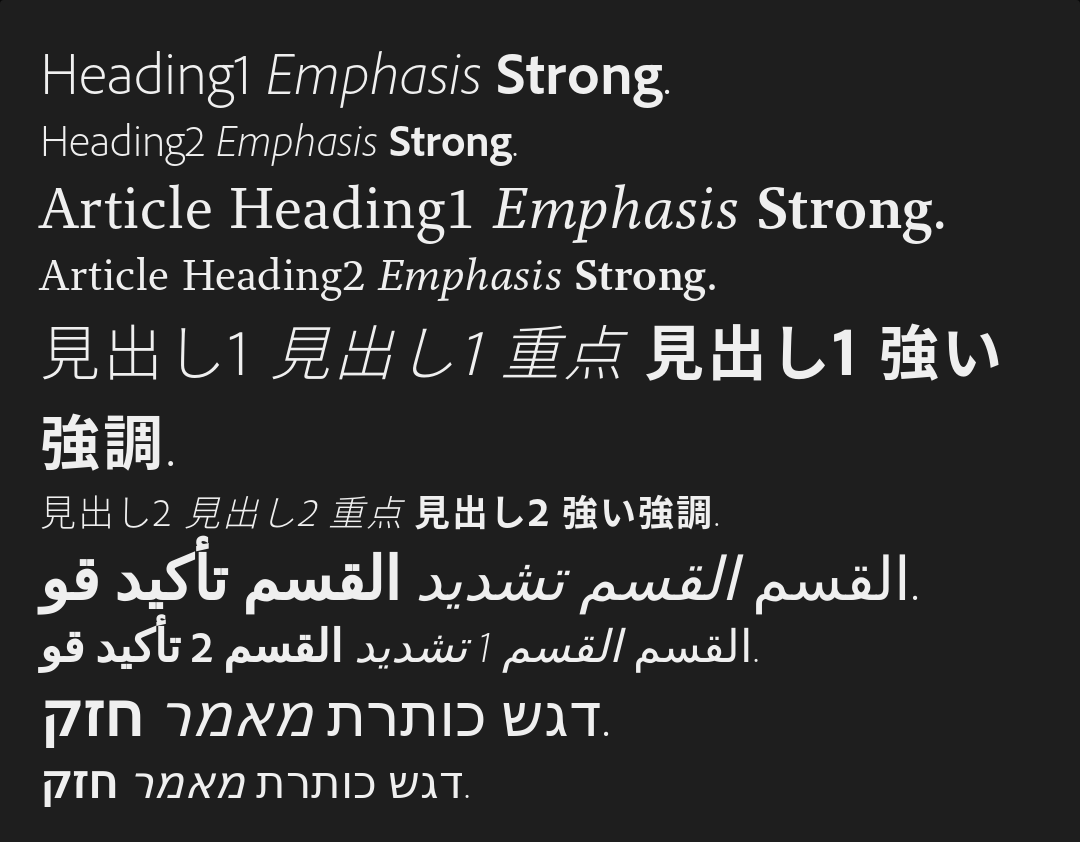 Heading1 Emphasis Strong.
Heading2 Emphasis Strong.
Article Heading1 Emphasis Strong.
Article Heading2 Emphasis Strong.
見出し1 見出し1 重点 見出し1 強い
強調.
見出し2 見出し2 重点 見出し2 強い強調.
القسم القسم تشديد القسم تأكيد قو.
القسم القسم 1 تشديد القسم 2 تأكيد قو.
דגש כותרת מאמר חזק.
דגש כותרת מאמר חזק.